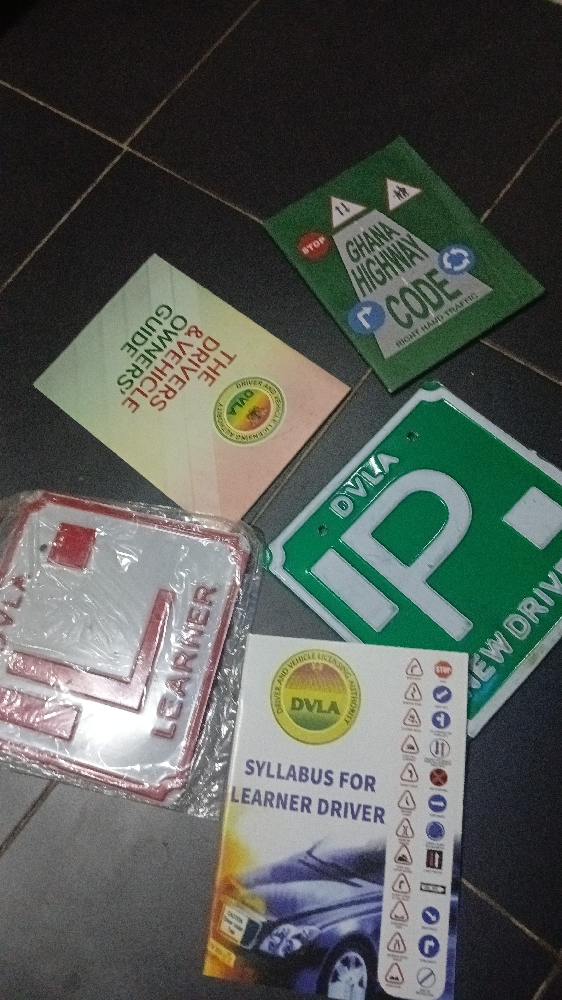 STOP
GHANA
HIGHWAY
CODE
RIGHT HAND TRAFFIC
THE
DRIVERS
& VEHICLE
OWNERS'
GUIDE
DRIVER AND VEHICLE LICENSING AUTHORITY
DVLA
DVLA
P
NEW DRIVE
DVLA
L
LEARNER
DRIVER AND VEHICLE LICENSING AUTHORITY
DVLA
SYLLABUS FOR
LEARNER DRIVER
STOP